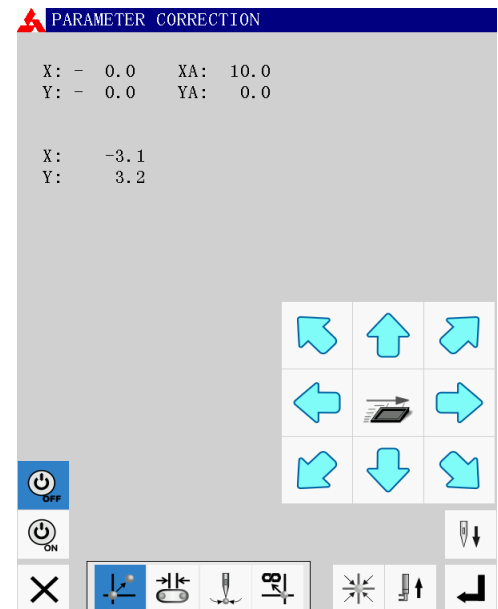 PARAMETER CORRECTION
X: - 0.0 XA: 10.0
Y: - 0.0 YA: 0.0
X: -3.1
Y: 3.2
OFF
ON